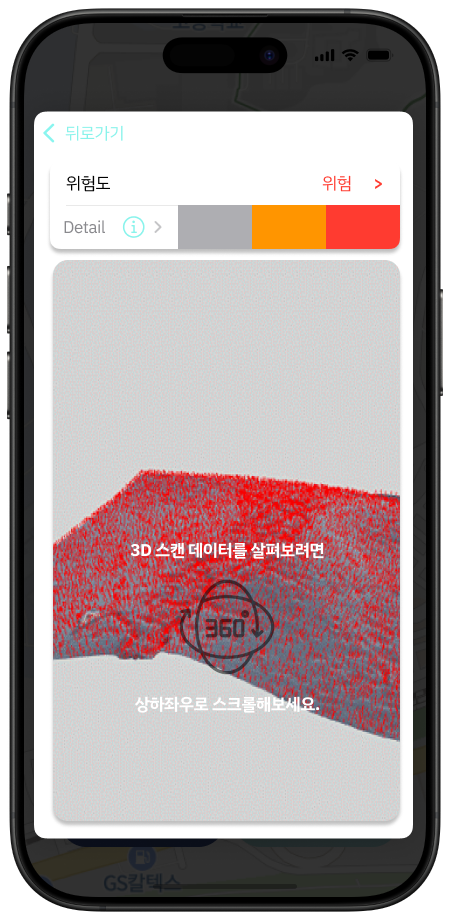 뒤로가기
위험도
위험 >
Detail i >
3D 스캔 데이터를 살펴보려면
360°
상하좌우로 스크롤해보세요.
GS칼텍스